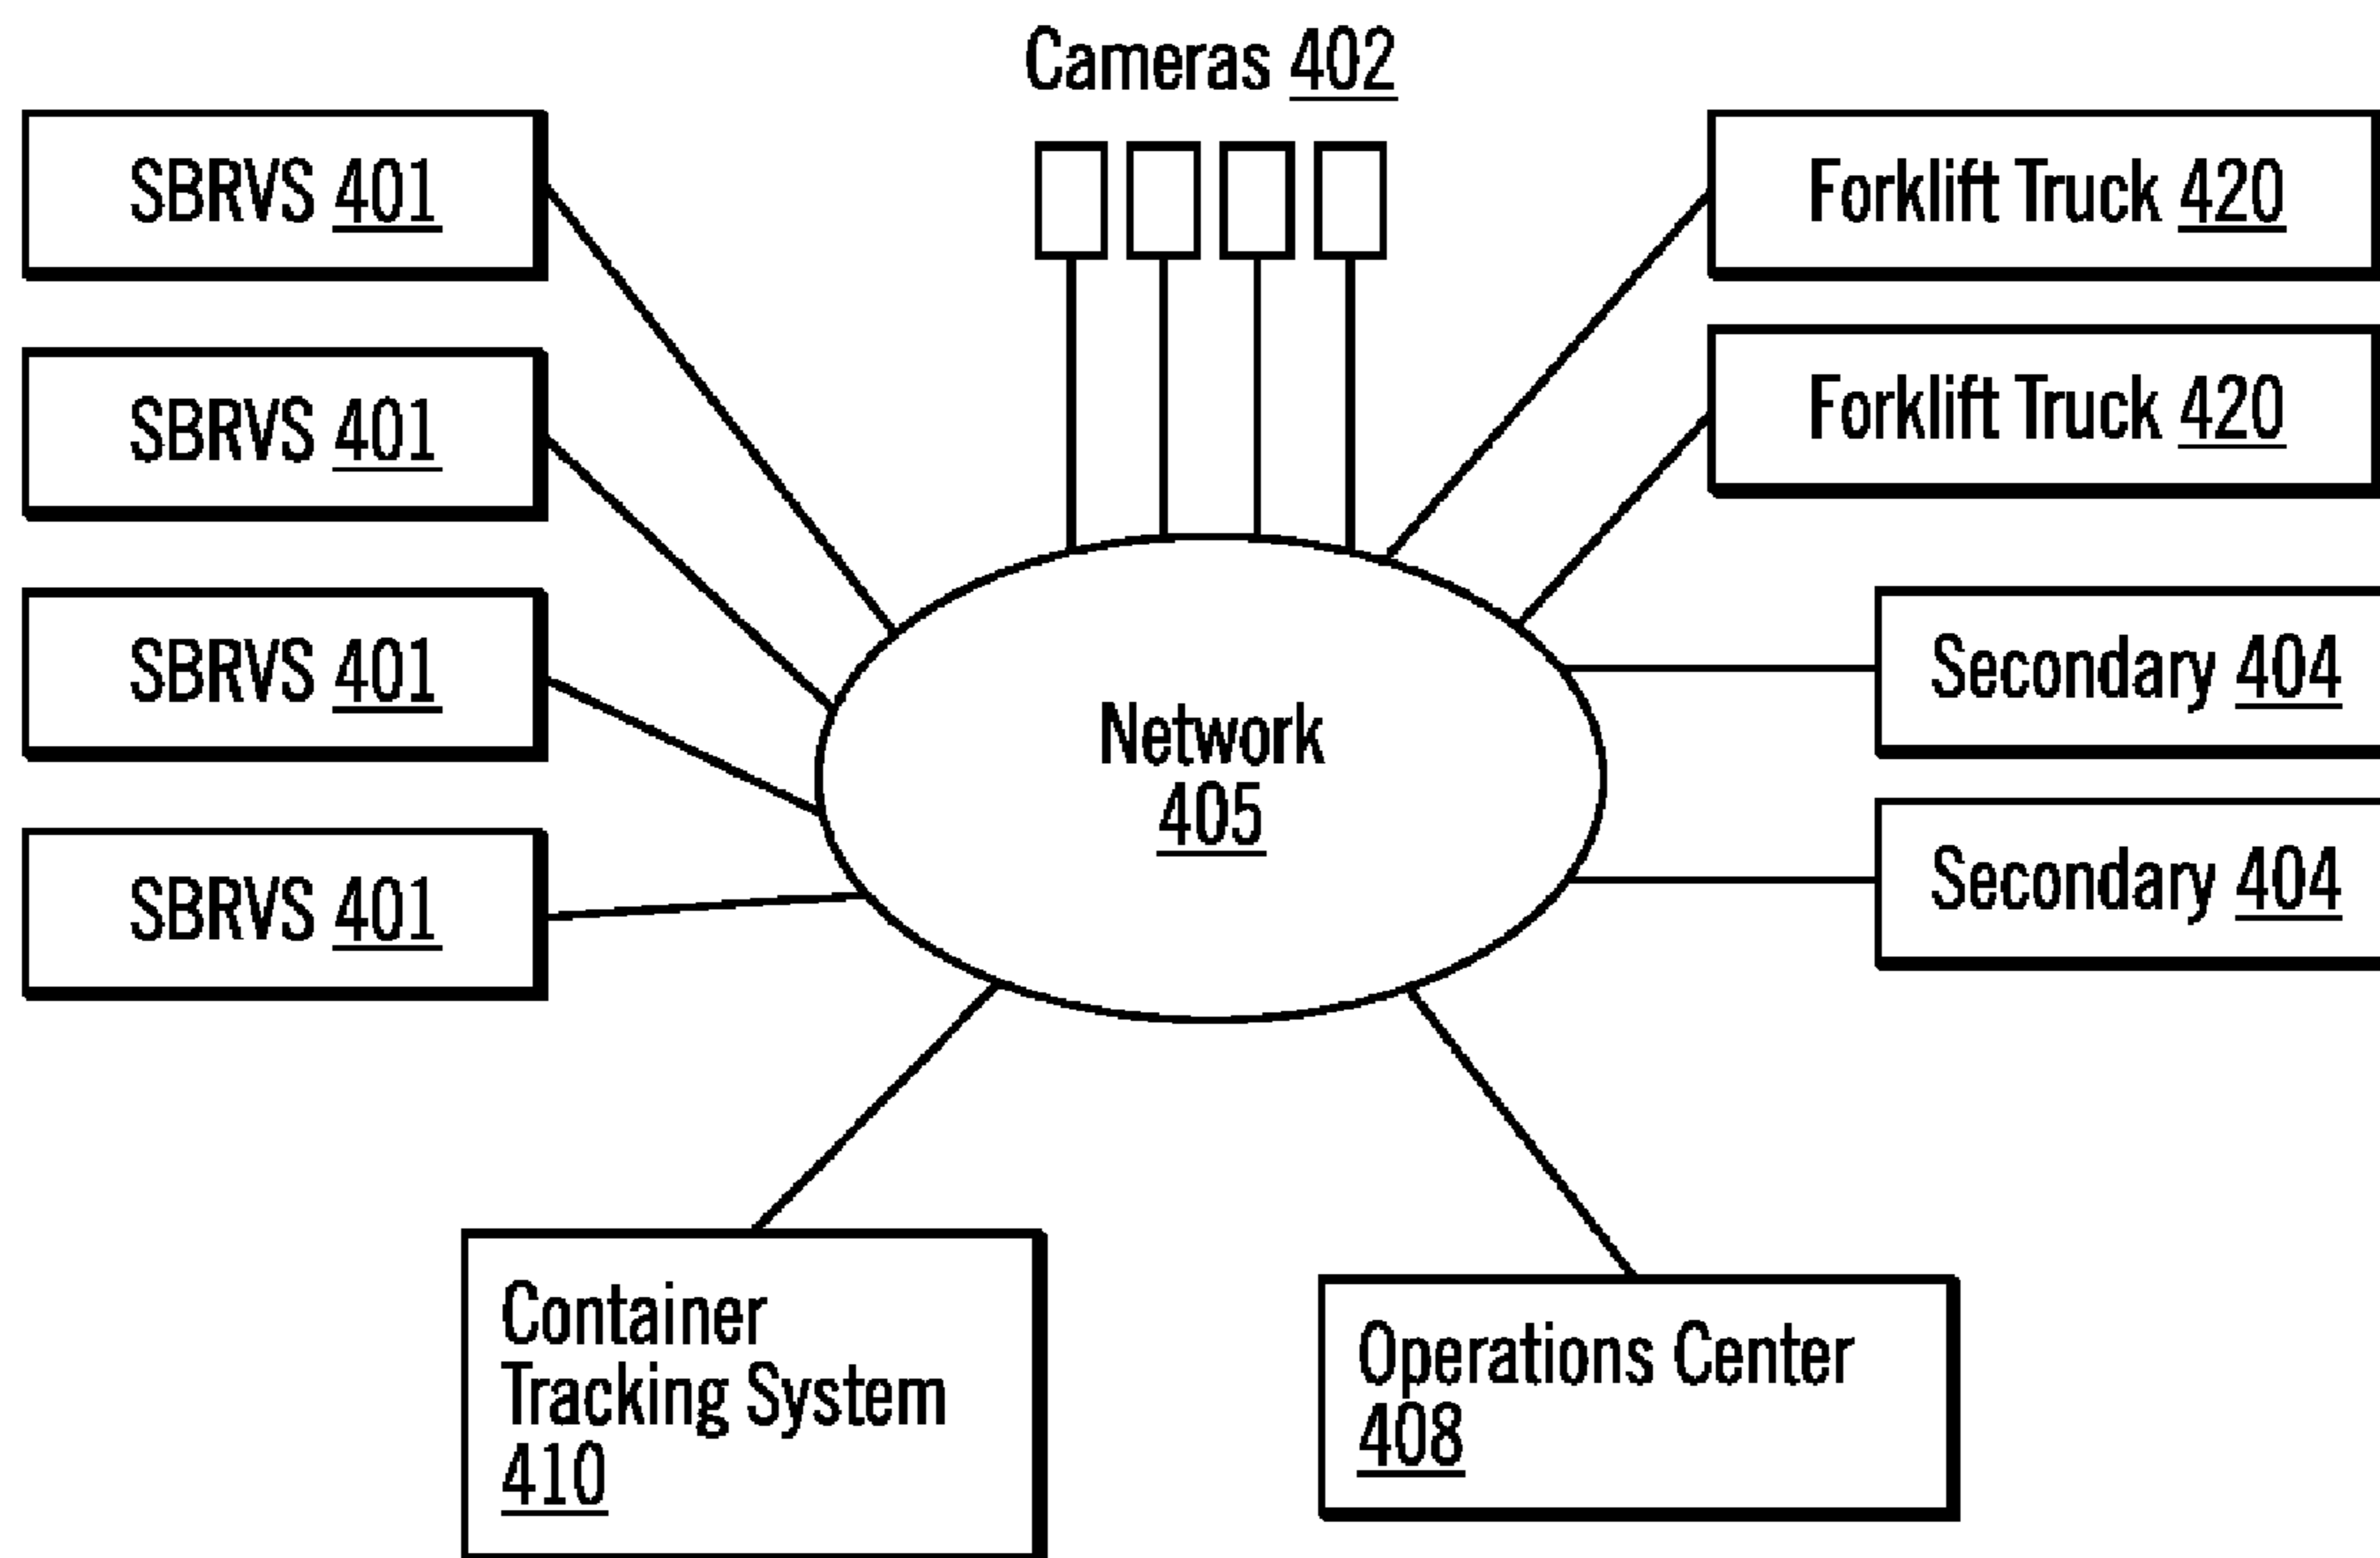 Cameras 402
SBRVS 401
SBRVS 401
SBRVS 401
SBRVS 401
Forklift Truck 420
Forklift Truck 420
Secondary 404
Secondary 404
Network
405
Container
Tracking System
410
Operations Center
408